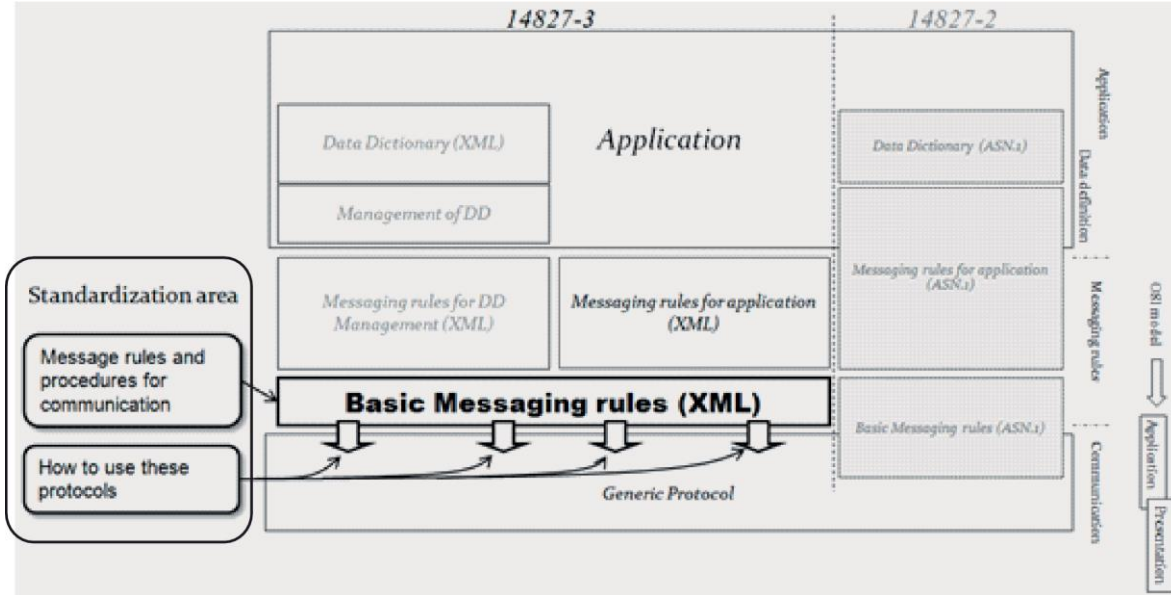 14827-3
14827-2
Application
Data Dictionary (XML)
Management of DD
Data Dictionary (ASN.1)
Application
Data definition
Standardization area
Message rules and
procedures for
communication
How to use these
protocols
Messaging rules for DD
Management (XML)
Messaging rules for application
(XML)
Messaging rules for application
(ASN.1)
Messaging rules
Basic Messaging rules (XML)
Basic Messaging rules (ASN.1)
Generic Protocol
Communication
OSI model
Application
Presentation